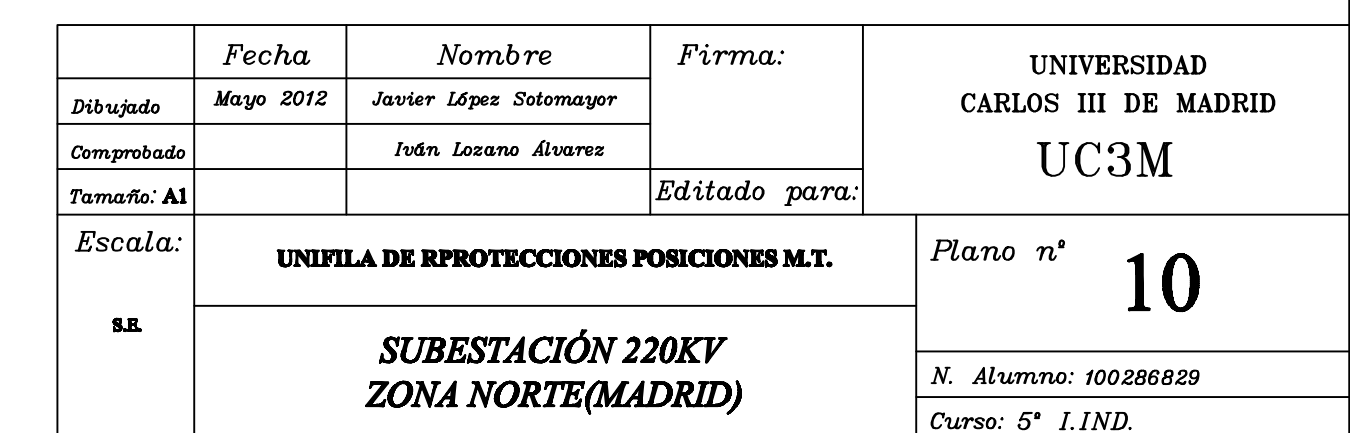 Fecha Nombre Firma:
UNIVERSIDAD
CARLOS III DE MADRID
UC3M
Dibujado Mayo 2012 Javier López Sotomayor
Comprobado Iván Lozano Álvarez
Tamaño: A1 Editado para:
Escala:
S.E.
UNIFILA DE RPROTECCIONES POSICIONES M.T.
SUBESTACIÓN 220KV
ZONA NORTE(MADRID)
Plano nº 10
N. Alumno: 100286829
Curso: 5º I.IND.